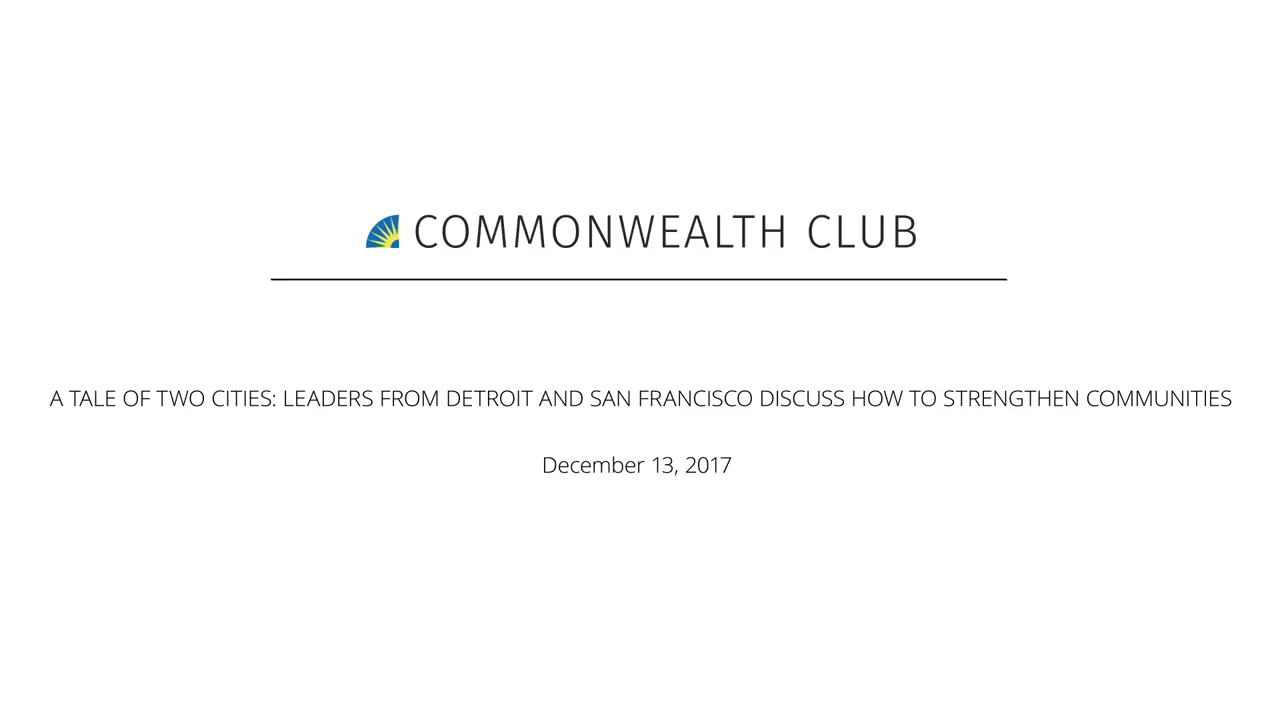 COMMONWEALTH CLUB
A TALE OF TWO CITIES: LEADERS FROM DETROIT AND SAN FRANCISCO DISCUSS HOW TO STRENGTHEN COMMUNITIES
December 13, 2017